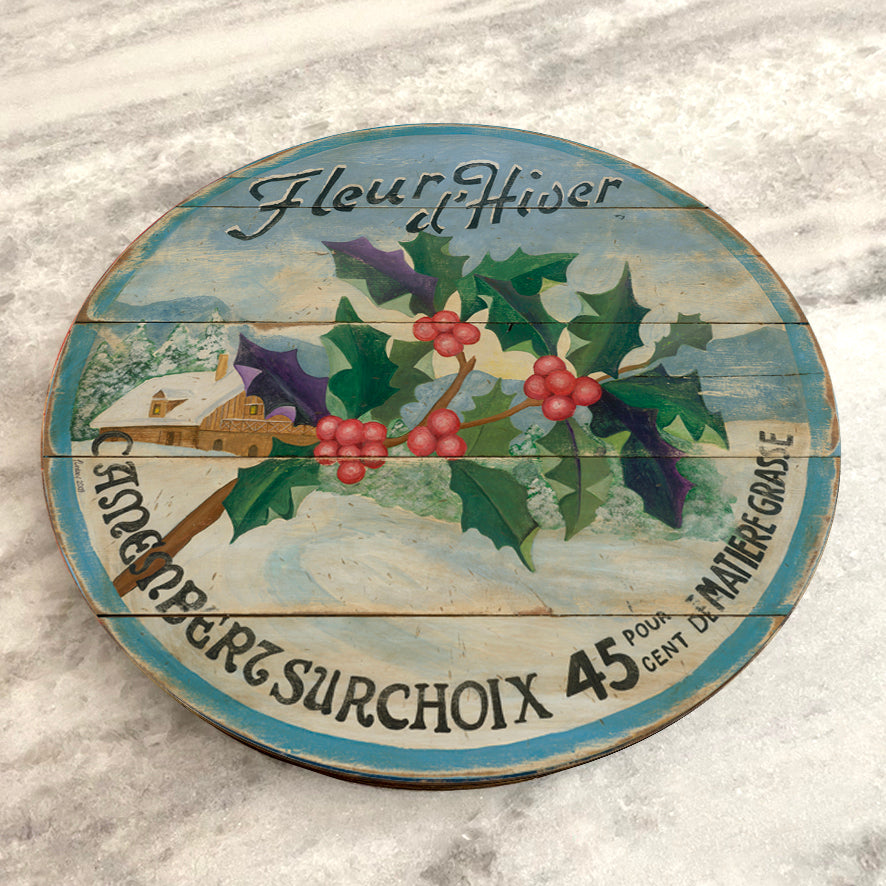 Fleur
d'Hiver
CAMEMBERT SURCHOIX 45 POUR
CENT DE MATIERE GRASSE